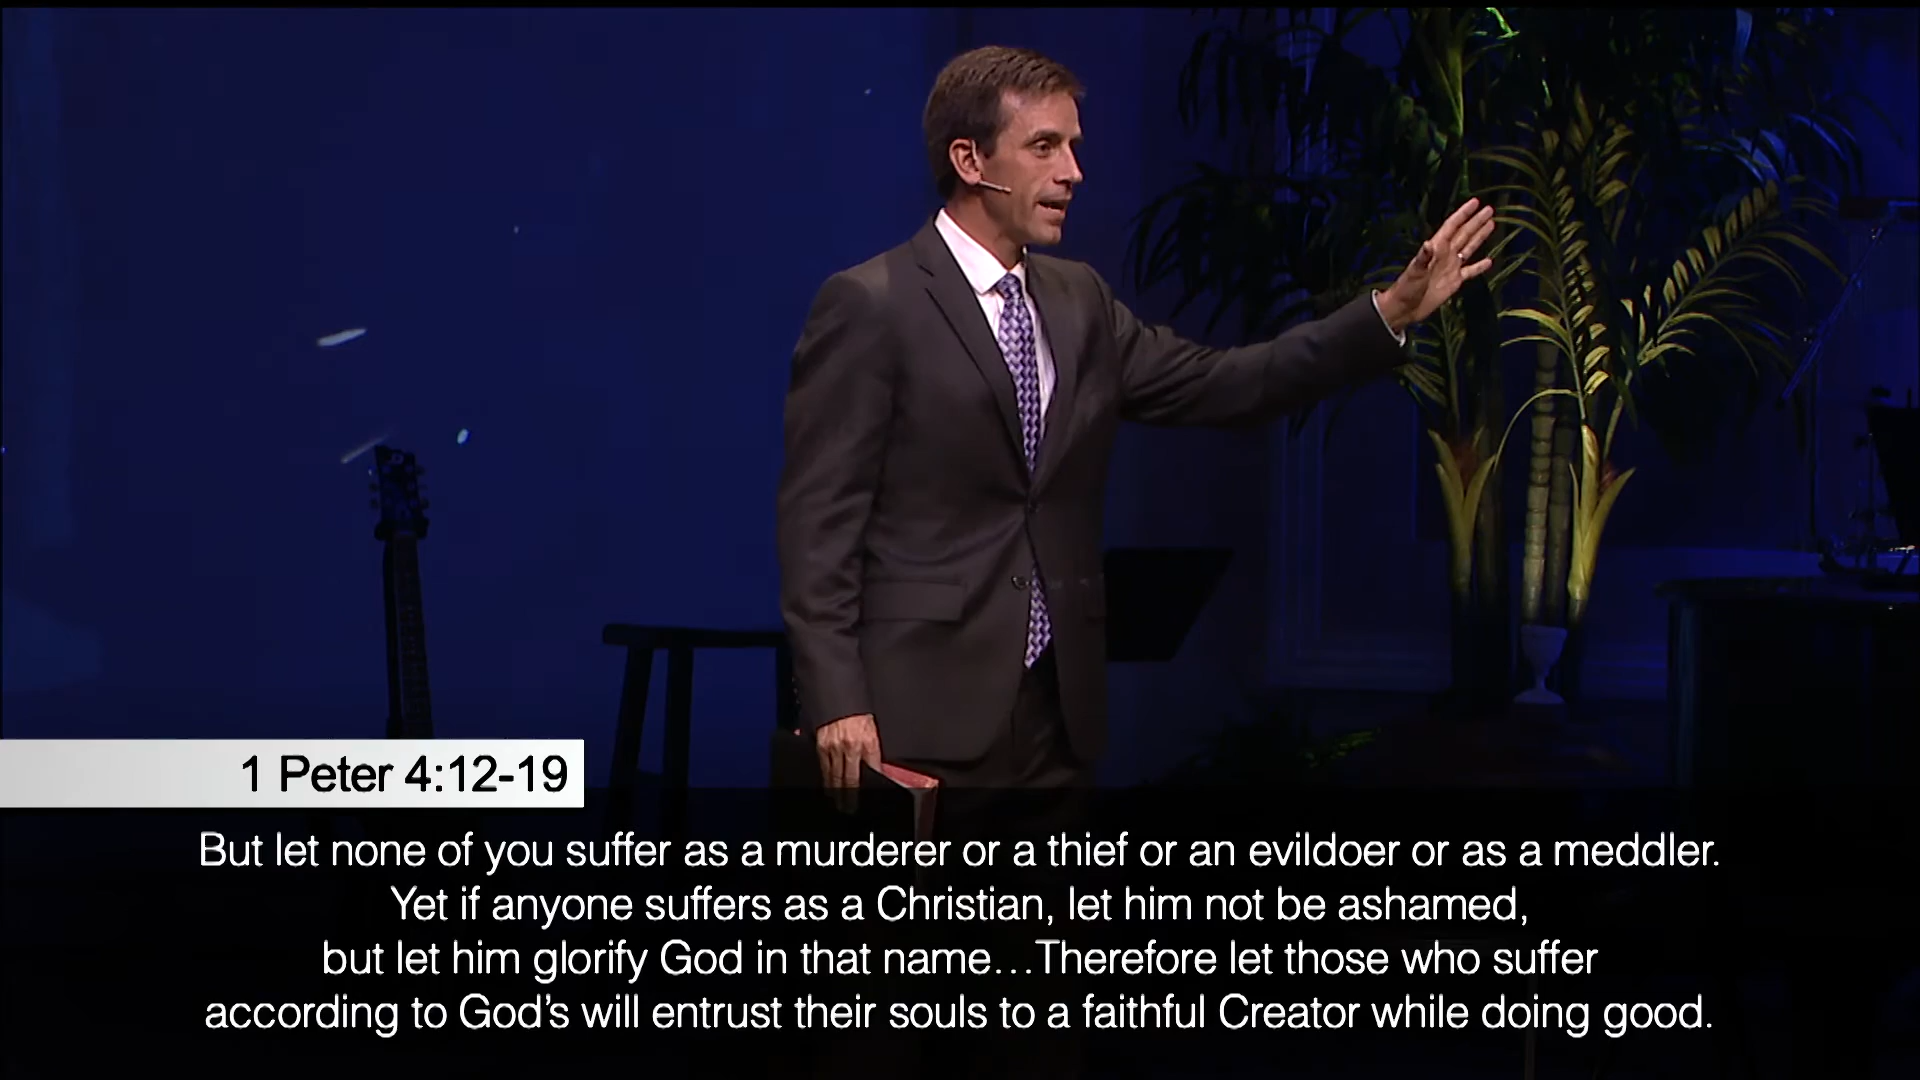 1 Peter 4:12-19
But let none of you suffer as a murderer or a thief or an evildoer or as a meddler.
Yet if anyone suffers as a Christian, let him not be ashamed,
but let him glorify God in that name…Therefore let those who suffer
according to God’s will entrust their souls to a faithful Creator while doing good.